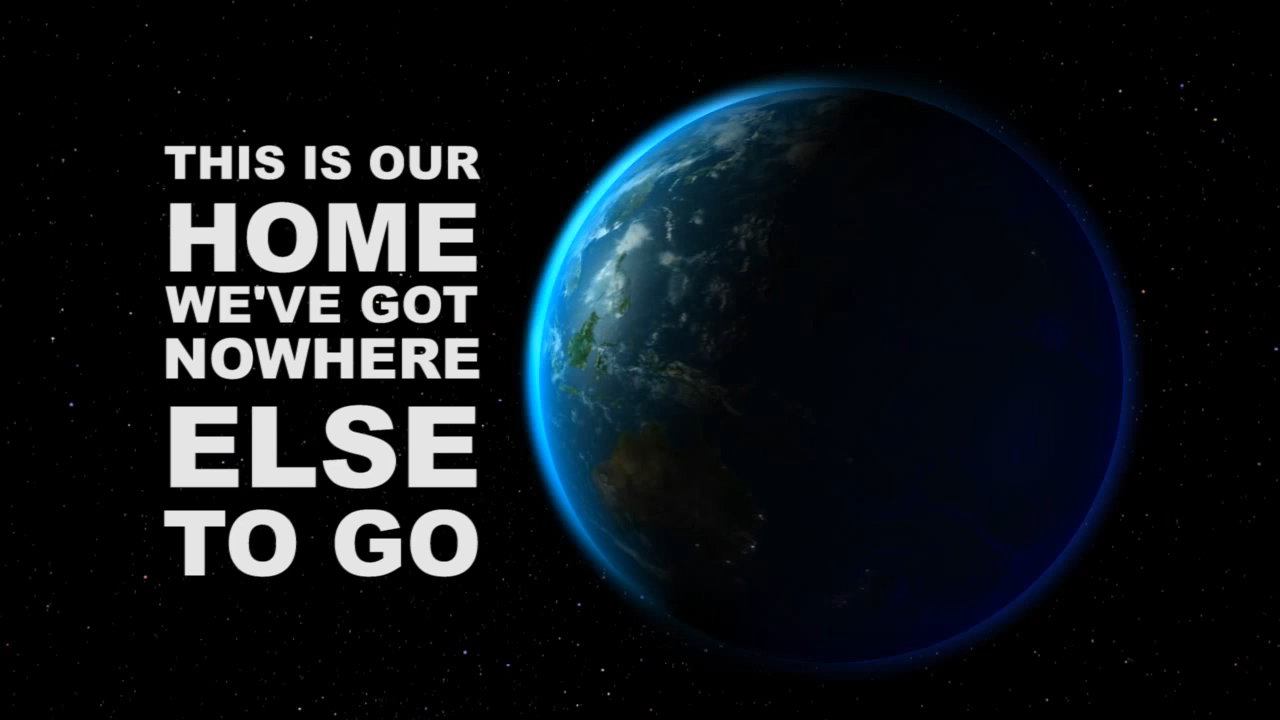 THIS IS OUR
HOME
WE'VE GOT
NOWHERE
ELSE
TO GO